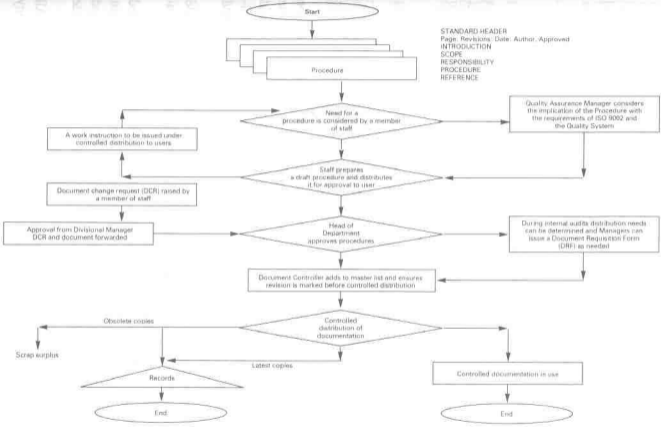 Start
STANDARD HEADER
Page, Revisions, Date, Author, Approved
INTRODUCTION
SCOPE
RESPONSIBILITY
PROCEDURE
REFERENCE
Procedure
Need for a
procedure is considered by a member
of staff
Quality Assurance Manager considers
the implication of the Procedure with
the requirements of ISO 9002 and
the Quality System
A work instruction to be issued under
controlled distribution to users
Staff prepares
a draft procedure and distributes
it for approval to user
Document change request (DCR) raised by
a member of staff
Approval from Divisional Manager
DCR and document forwarded
Head of
Department
approves procedures
During internal audits distribution needs
can be determined and Managers can
issue a Document Requisition Form
(DRF) as needed
Document Controller adds to master list and ensures
revision is marked before controlled distribution
Controlled
distribution of
documentation
Obsolete copies
Scrap surplus
Latest copies
Records
Controlled documentation in use
End
End